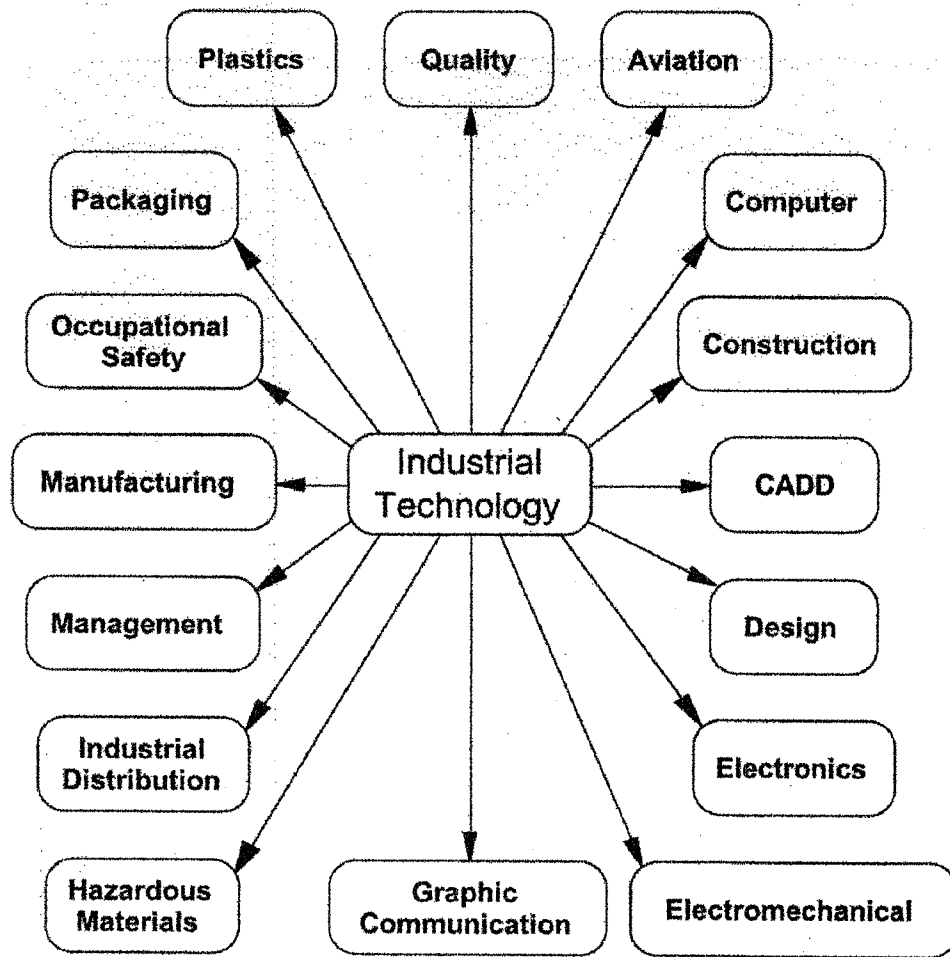 Plastics
Quality
Aviation
Packaging
Computer
Occupational
Safety
Construction
Manufacturing
Industrial
Technology
CADD
Management
Design
Industrial
Distribution
Electronics
Hazardous
Materials
Graphic
Communication
Electromechanical